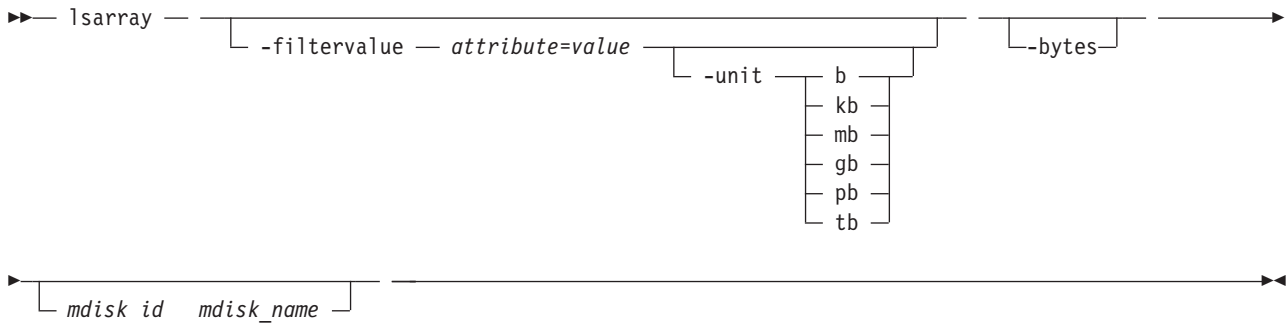 lsarray
-filtervalue attribute=value
-bytes
-unit b
kb
mb
gb
pb
tb
mdisk id mdisk_name